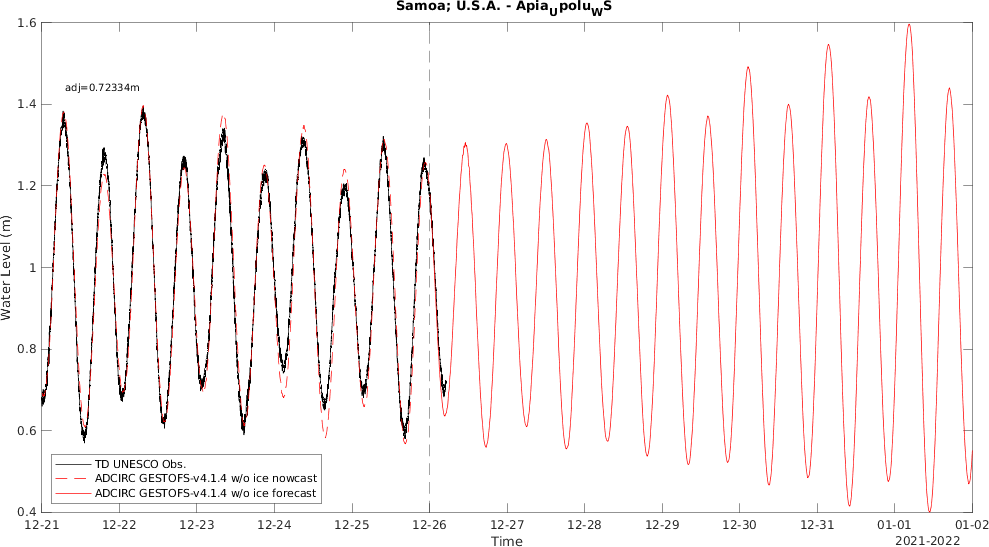 Samoa; U.S.A. - ApiaUpoluWS
1.6
adj=0.72334m
1.4
1.2
Water Level (m)
1
0.8
0.6
TD UNESCO Obs.
ADCIRC GESTOFS-v4.1.4 w/o ice nowcast
ADCIRC GESTOFS-v4.1.4 w/o ice forecast
0.4
12-21 12-22 12-23 12-24 12-25 12-26 12-27 12-28 12-29 12-30 12-31 01-01 01-02
Time
2021-2022